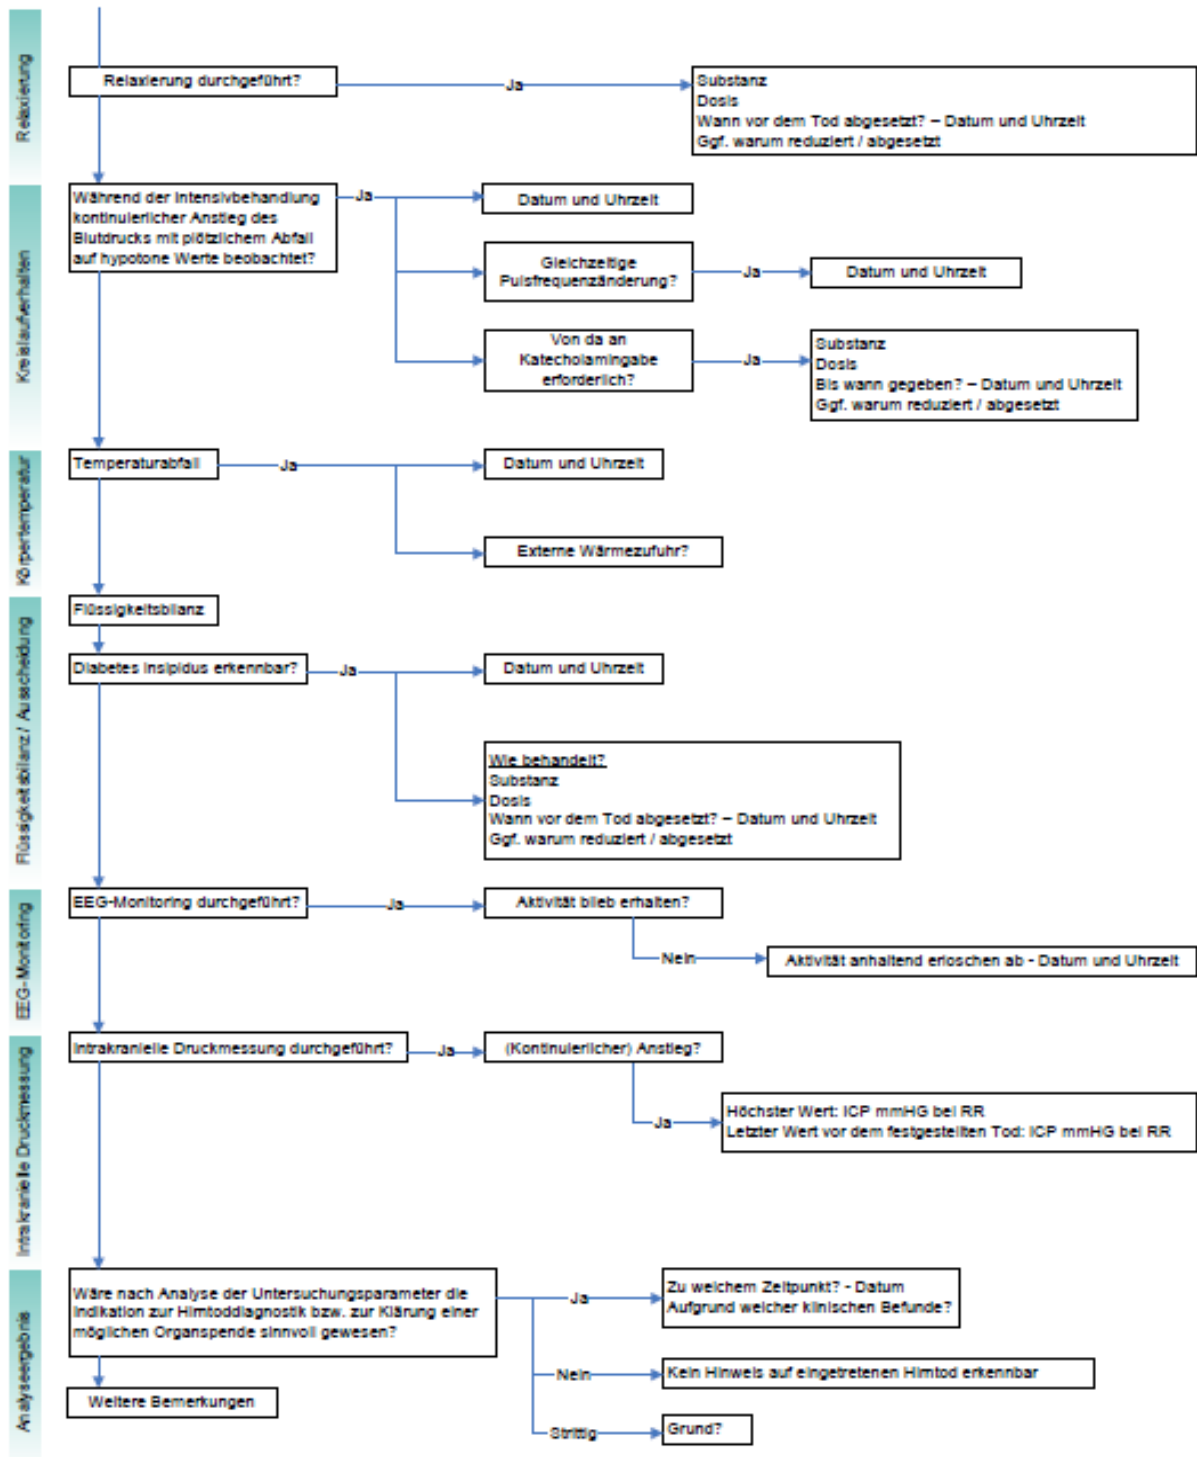 Relaxierung
Relaxierung durchgeführt?
Ja
Substanz
Dosis
Wann vor dem Tod abgesetzt? – Datum und Uhrzeit
Ggf. warum reduziert / abgesetzt
Kreislaufverhalten
Während der Intensivbehandlung
kontinuierlicher Anstieg des
Blutdrucks mit plötzlichem Abfall
auf hypotone Werte beobachtet?
Ja
Datum und Uhrzeit
Gleichzeitige
Pulsfrequenzänderung?
Ja
Datum und Uhrzeit
Von da an
Katecholamingabe
erforderlich?
Ja
Substanz
Dosis
Bis wann gegeben? – Datum und Uhrzeit
Ggf. warum reduziert / abgesetzt
Körpertemperatur
Temperaturabfall
Ja
Datum und Uhrzeit
Externe Wärmezufuhr?
Flüssigkeitsbilanz / Ausscheidung
Flüssigkeitsbilanz
Diabetes insipidus erkennbar?
Ja
Datum und Uhrzeit
Wie behandelt?
Substanz
Dosis
Wann vor dem Tod abgesetzt? – Datum und Uhrzeit
Ggf. warum reduziert / abgesetzt
EEG-Monitoring
EEG-Monitoring durchgeführt?
Ja
Aktivität blieb erhalten?
Nein
Aktivität anhaltend erloschen ab - Datum und Uhrzeit
Intrakranielle Druckmessung
Intrakranielle Druckmessung durchgeführt?
Ja
(Kontinuierlicher) Anstieg?
Ja
Höchster Wert: ICP mmHG bei RR
Letzter Wert vor dem festgestellten Tod: ICP mmHG bei RR
Analyseergebnis
Wäre nach Analyse der Untersuchungsparameter die
Indikation zur Hirntoddiagnostik bzw. zur Klärung einer
möglichen Organspende sinnvoll gewesen?
Ja
Zu welchem Zeitpunkt? - Datum
Aufgrund welcher klinischen Befunde?
Nein
Kein Hinweis auf eingetretenen Hirntod erkennbar
Weitere Bemerkungen
Strittig
Grund?